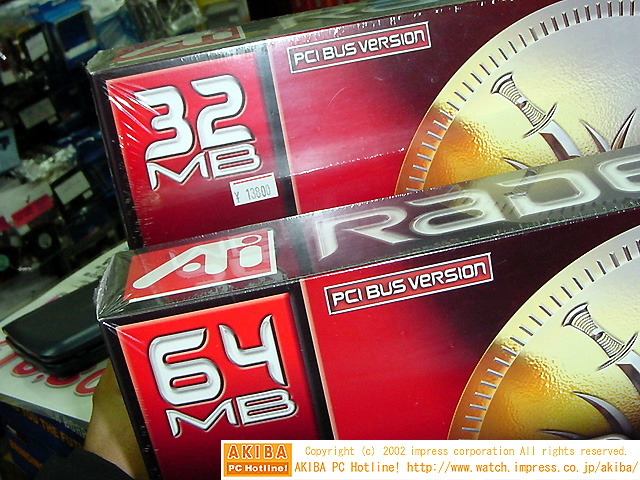 PCI BUS VERSION
32
MB
¥ 13800
ATi RADE
PCI BUS VERSION
64
MB
AKIBA
PC Hotline!
Copyright (c) 2002 impress corporation All rights reserved.
AKIBA PC Hotline! http://www.watch.impress.co.jp/akiba/